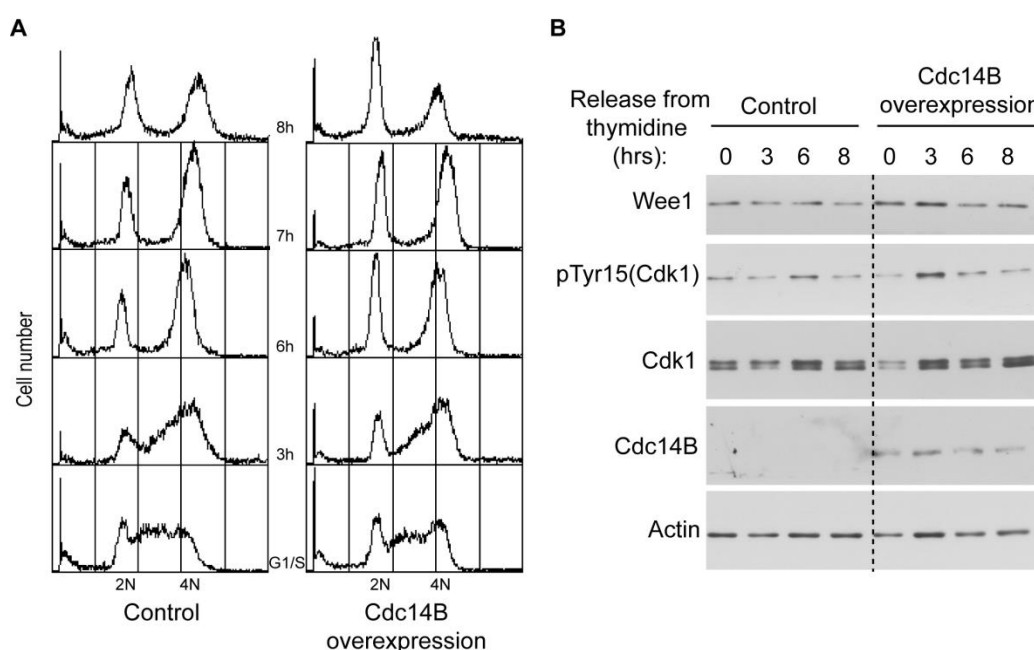 A
Cell number
8h
7h
6h
3h
G1/S
2N 4N
2N 4N
Control
Cdc14B
overexpression
B
Release from
thymidine
(hrs):
Control
Cdc14B
overexpression
0 3 6 8 0 3 6 8
Wee1
pTyr15(Cdk1)
Cdk1
Cdc14B
Actin